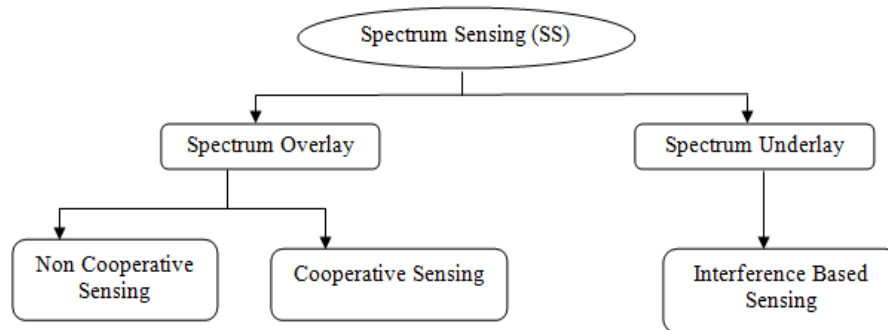 Spectrum Sensing (SS)
Spectrum Overlay
Spectrum Underlay
Non Cooperative
Sensing
Cooperative Sensing
Interference Based
Sensing